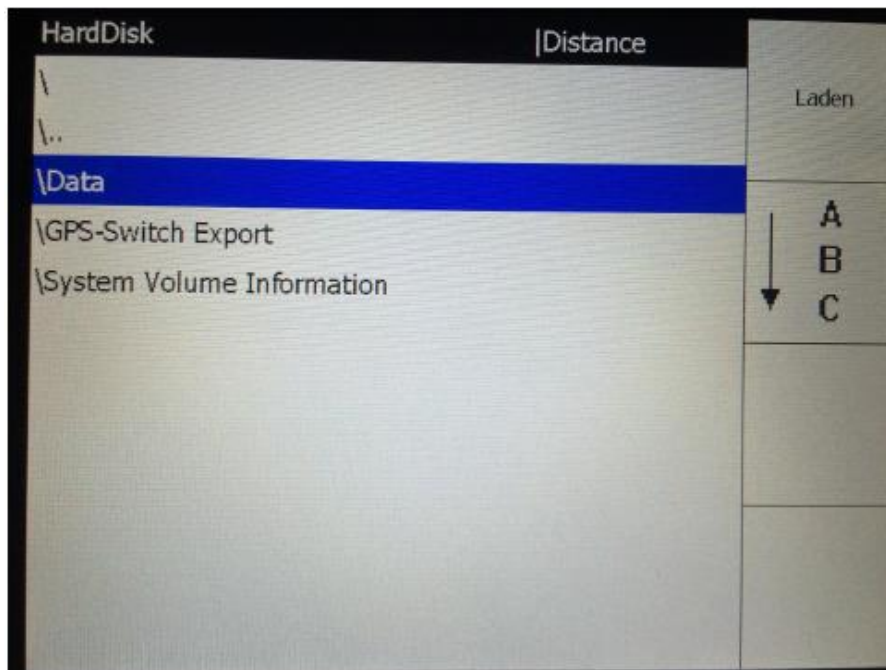 HardDisk |Distance
\
\..
\Data
\GPS-Switch Export
\System Volume Information
Laden
A
B
C